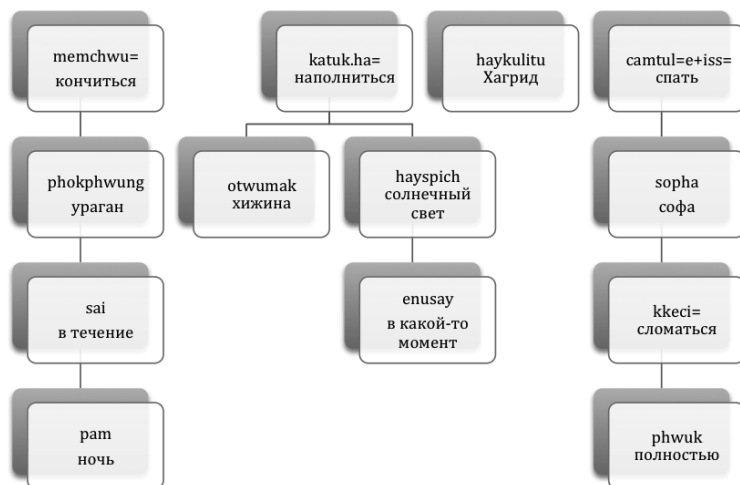 memchwu=
кончиться
katuk.ha=
наполниться
haykulitu
Хагрид
camtul=e+iss=
спать
phokphwung
ураган
otwumak
хижина
hayspich
солнечный
свет
sopha
софа
sai
в течение
enusay
в какой-то
момент
kkeci=
сломаться
pam
ночь
phwuk
полностью